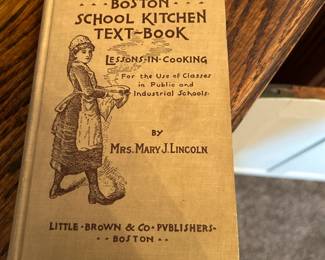 · · · BOSTON · · ·
SCHOOL KITCHEN
TEXT-BOOK
LESSONS·IN·COOKING
For the Use of Classes
in Public and
Industrial Schools
BY
MRS. MARY J. LINCOLN
LITTLE·BROWN & CO·PVBLISHERS·
· · · BOSTON · · ·